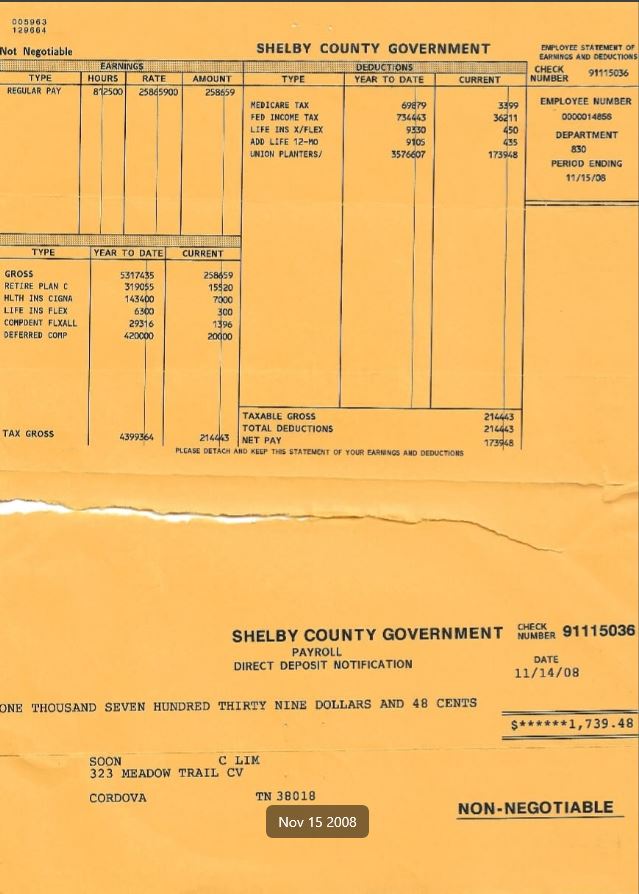 005963
129664
Not Negotiable
SHELBY COUNTY GOVERNMENT
EMPLOYEE STATEMENT OF
EARNINGS AND DEDUCTIONS
EARNINGS
TYPE HOURS RATE AMOUNT
REGULAR PAY 812500 25865900 258659
DEDUCTIONS
TYPE YEAR TO DATE CURRENT
MEDICARE TAX 69879 3399
FED INCOME TAX 734443 36211
LIFE INS X/FLEX 9330 450
ADD LIFE 12-MO 9105 435
UNION PLANTERS/ 3576607 173948
CHECK
NUMBER 91115036
EMPLOYEE NUMBER
0000014856
DEPARTMENT
830
PERIOD ENDING
11/15/08
TYPE YEAR TO DATE CURRENT
GROSS 5317435 258659
RETIRE PLAN C 319055 15520
HLTH INS CIGNA 143400 7000
LIFE INS FLEX 6300 300
COMPDENT FLXALL 29316 1396
DEFERRED COMP 420000 20000
TAX GROSS 4399364 214443
TAXABLE GROSS 214443
TOTAL DEDUCTIONS 214443
NET PAY 173948
PLEASE DETACH AND KEEP THIS STATEMENT OF YOUR EARNINGS AND DEDUCTIONS
SHELBY COUNTY GOVERNMENT
PAYROLL
DIRECT DEPOSIT NOTIFICATION
CHECK
NUMBER 91115036
DATE
11/14/08
ONE THOUSAND SEVEN HUNDRED THIRTY NINE DOLLARS AND 48 CENTS
$******1,739.48
SOON C LIM
323 MEADOW TRAIL CV
CORDOVA TN 38018
NON-NEGOTIABLE
Nov 15 2008